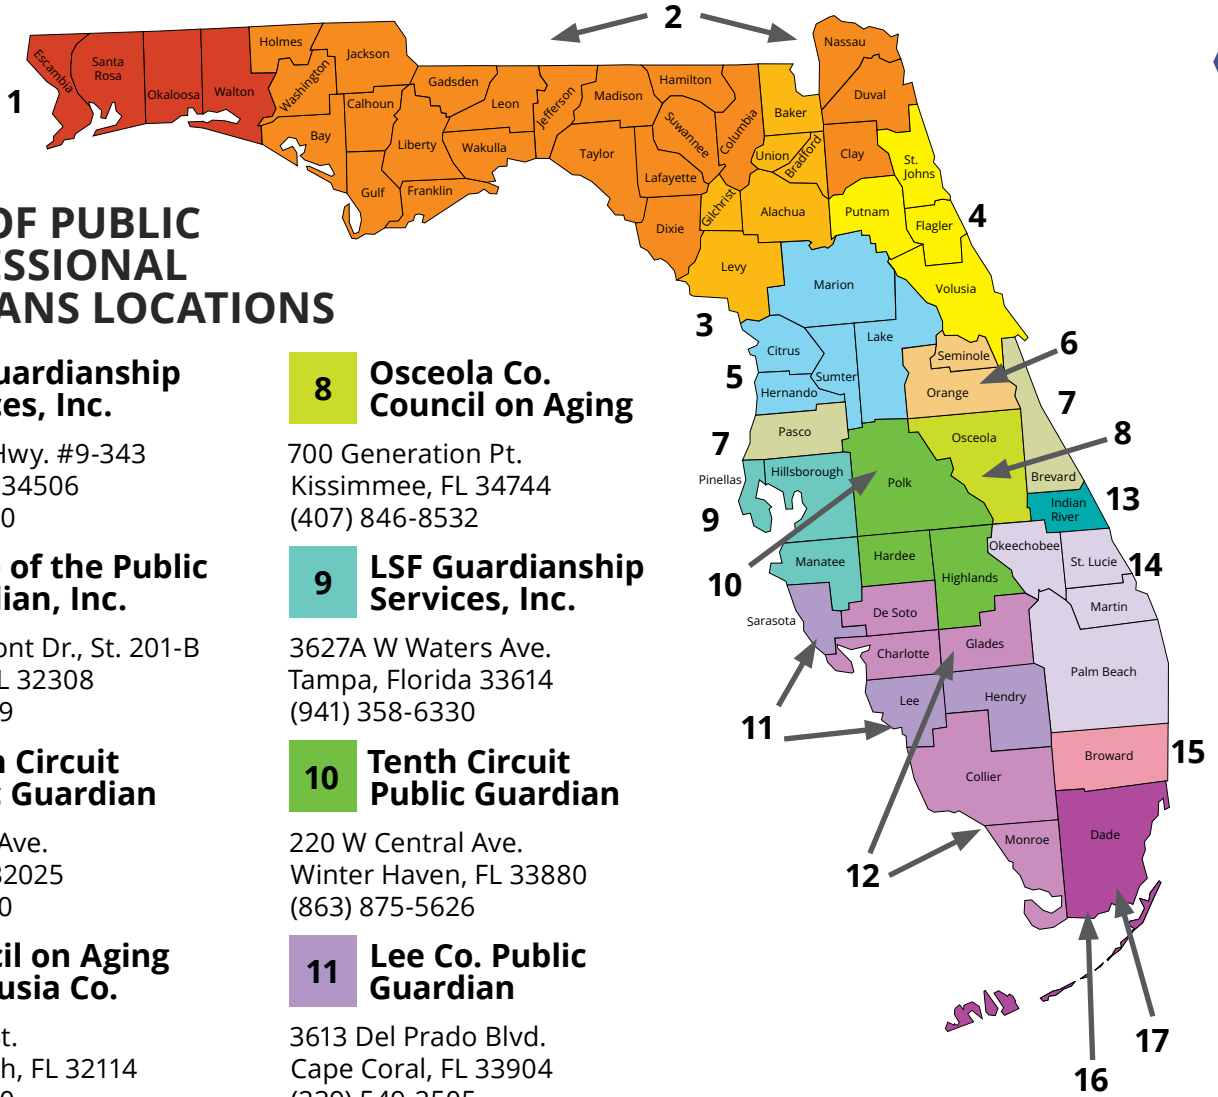 2
1
Holmes
Jackson
Nassau
Escambia
Santa
Rosa
Okaloosa
Walton
Washington
Calhoun
Bay
Gulf
Liberty
Franklin
Gadsden
Leon
Wakulla
Jefferson
Madison
Taylor
Hamilton
Suwannee
Lafayette
Columbia
Dixie
Gilchrist
Baker
Union
Bradford
Duval
Clay
St.
Johns
Alachua
Putnam
Flagler
4
Levy
Marion
Volusia
3
Citrus
Lake
Seminole
6
5
Sumter
Hernando
Orange
7
7
Pasco
Osceola
8
Pinellas
Hillsborough
Polk
Brevard
9
Indian
River
13
Manatee
Hardee
Highlands
Okeechobee
St. Lucie
14
10
Sarasota
De Soto
Martin
Charlotte
Glades
Palm Beach
11
Lee
Hendry
Collier
Broward
15
Monroe
Dade
12
17
16
OF PUBLIC
ESSIONAL
ANS LOCATIONS
uardianship
ces, Inc.
Hwy. #9-343
34506
0
of the Public
dian, Inc.
ont Dr., St. 201-B
L 32308
9
Circuit
c Guardian
Ave.
32025
0
cil on Aging
usia Co.
St.
h, FL 32114
8
Osceola Co.
Council on Aging
700 Generation Pt.
Kissimmee, FL 34744
(407) 846-8532
9
LSF Guardianship
Services, Inc.
3627A W Waters Ave.
Tampa, Florida 33614
(941) 358-6330
10
Tenth Circuit
Public Guardian
220 W Central Ave.
Winter Haven, FL 33880
(863) 875-5626
11
Lee Co. Public
Guardian
3613 Del Prado Blvd.
Cape Coral, FL 33904